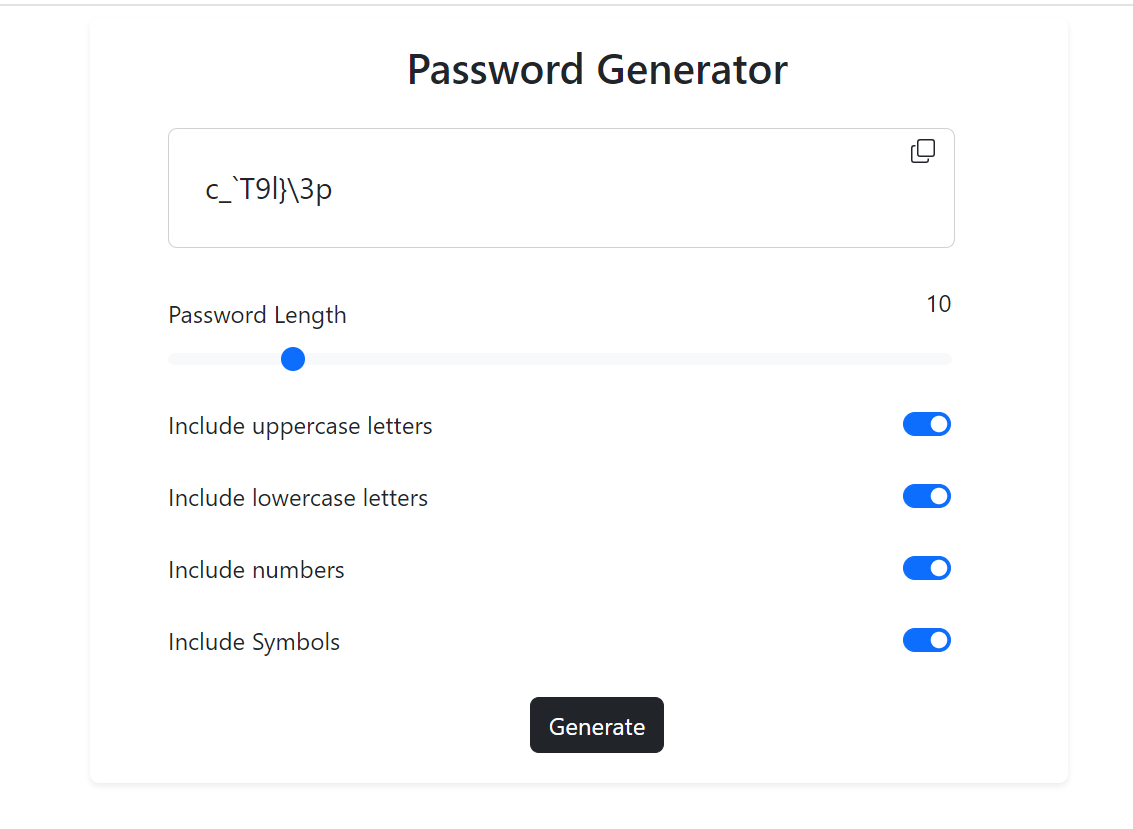 Password Generator
c_`T9l}\3p
Password Length
10
Include uppercase letters
Include lowercase letters
Include numbers
Include Symbols
Generate